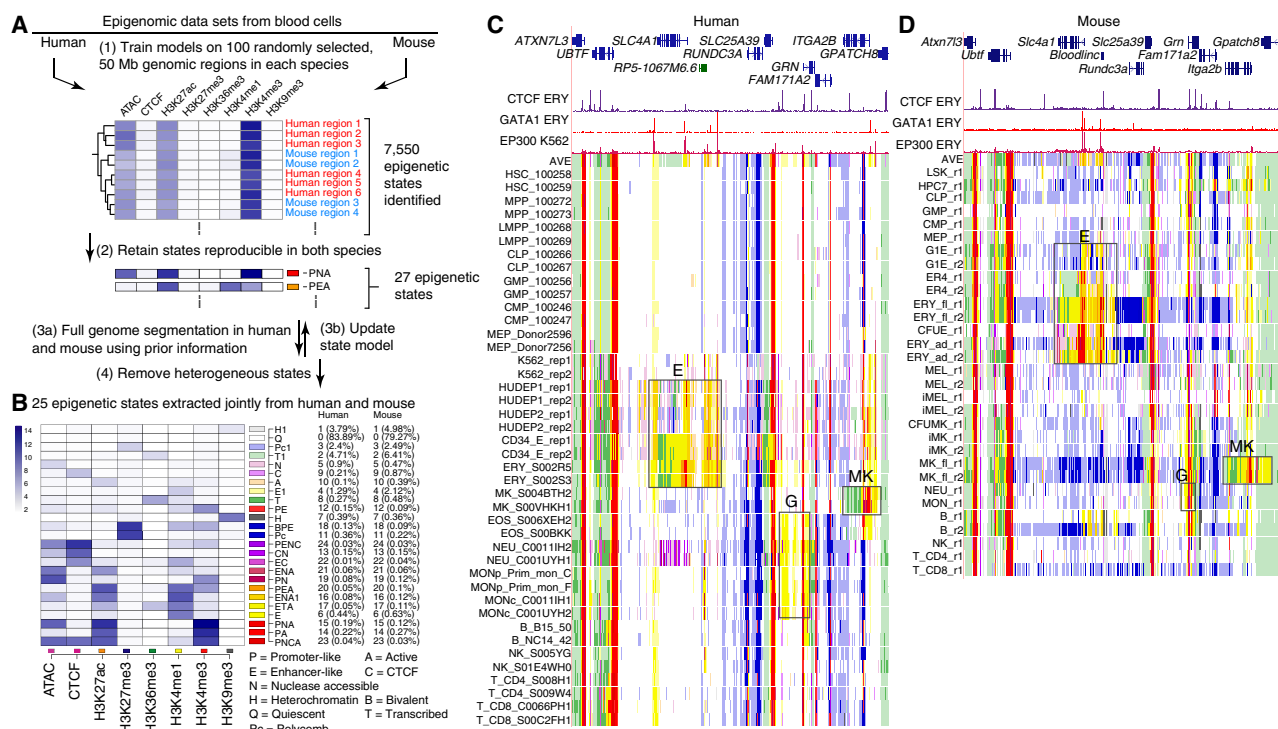 A
Epigenomic data sets from blood cells
Human
Mouse
(1) Train models on 100 randomly selected,
50 Mb genomic regions in each species
ATAC
CTCF
H3K27ac
H3K27me3
H3K36me3
H3K4me1
H3K4me3
H3K9me3
Human region 1
Human region 2
Human region 3
Mouse region 1
Mouse region 2
Human region 4
Human region 5
Human region 6
Mouse region 3
Mouse region 4
7,550
epigenetic
states
identified
(2) Retain states reproducible in both species
PNA
PEA
27 epigenetic
states
(3a) Full genome segmentation in human
and mouse using prior information
(3b) Update
state model
(4) Remove heterogeneous states
B
25 epigenetic states extracted jointly from human and mouse
14
12
10
8
6
4
2
Human Mouse
H1 1 (3.79%) 1 (4.98%)
Q 0 (83.89%) 0 (79.27%)
Pc1 3 (2.4%) 3 (2.49%)
T1 2 (4.71%) 2 (6.41%)
N 5 (0.9%) 5 (0.47%)
C 9 (0.21%) 9 (0.87%)
A 10 (0.1%) 10 (0.39%)
E1 4 (1.29%) 4 (2.12%)
T 8 (0.27%) 8 (0.48%)
PE 12 (0.15%) 12 (0.09%)
H 7 (0.39%) 7 (0.36%)
BPE 18 (0.13%) 18 (0.09%)
Pc 11 (0.36%) 11 (0.22%)
PENC 24 (0.03%) 24 (0.03%)
CN 13 (0.15%) 13 (0.15%)
EC 22 (0.01%) 22 (0.04%)
ENA 21 (0.06%) 21 (0.06%)
PN 19 (0.08%) 19 (0.12%)
PEA 20 (0.05%) 20 (0.1%)
ENA1 16 (0.08%) 16 (0.12%)
ETA 17 (0.05%) 17 (0.11%)
E 6 (0.44%) 6 (0.63%)
PNA 15 (0.19%) 15 (0.12%)
PA 14 (0.22%) 14 (0.27%)
PNCA 23 (0.04%) 23 (0.03%)
ATAC
CTCF
H3K27ac
H3K27me3
H3K36me3
H3K4me1
H3K4me3
H3K9me3
P = Promoter-like A = Active
E = Enhancer-like C = CTCF
N = Nuclease accessible
H = Heterochromatin B = Bivalent
Q = Quiescent T = Transcribed
Pc = Polycomb
C
Human
ATXN7L3 SLC4A1 SLC25A39 ITGA2B
UBTF RUNDC3A GPATCH8
RP5-1067M6.6 GRN
FAM171A2
CTCF ERY
GATA1 ERY
EP300 K562
AVE
HSC_100258
HSC_100259
MPP_100272
MPP_100273
LMPP_100268
LMPP_100269
CLP_100266
CLP_100267
GMP_100256
GMP_100257
CMP_100246
CMP_100247
MEP_Donor2596
MEP_Donor7256
K562_rep1
K562_rep2
HUDEP1_rep1
HUDEP1_rep2
HUDEP2_rep1
HUDEP2_rep2
CD34_E_rep1
CD34_E_rep2
ERY_S002R5
ERY_S002S3
MK_S004BTH2
MK_S00VHKH1
EOS_S006XEH2
EOS_S00BKK
NEU_C0011IH2
NEU_C001UYH1
MONp_Prim_mon_C
MONp_Prim_mon_F
MONc_C0011IH1
MONc_C001UYH2
B_B15_50
B_NC14_42
NK_S005YG
NK_S01E4WH0
T_CD4_S008H1
T_CD4_S009W4
T_CD8_C0066PH1
T_CD8_S00C2FH1
E
G
MK
D
Mouse
Atxn7l3 Slc4a1 Slc25a39 Grn Gpatch8
Ubtf Bloodlinc Fam171a2
Rundc3a Itga2b
CTCF ERY
GATA1 ERY
EP300 ERY
AVE
LSK_r1
HPC7_r1
CLP_r1
GMP_r1
CMP_r1
MEP_r1
G1E_r1
G1E_r2
ER4_r1
ER4_r2
ERY_fl_r1
ERY_fl_r2
CFUE_r1
ERY_ad_r1
ERY_ad_r2
MEL_r1
MEL_r2
iMEL_r1
iMEL_r2
CFUMK_r1
iMK_r1
iMK_r2
MK_fl_r1
MK_fl_r2
NEU_r1
MON_r1
B_r1
B_r2
NK_r1
T_CD4_r1
T_CD8_r1
E
MK
G